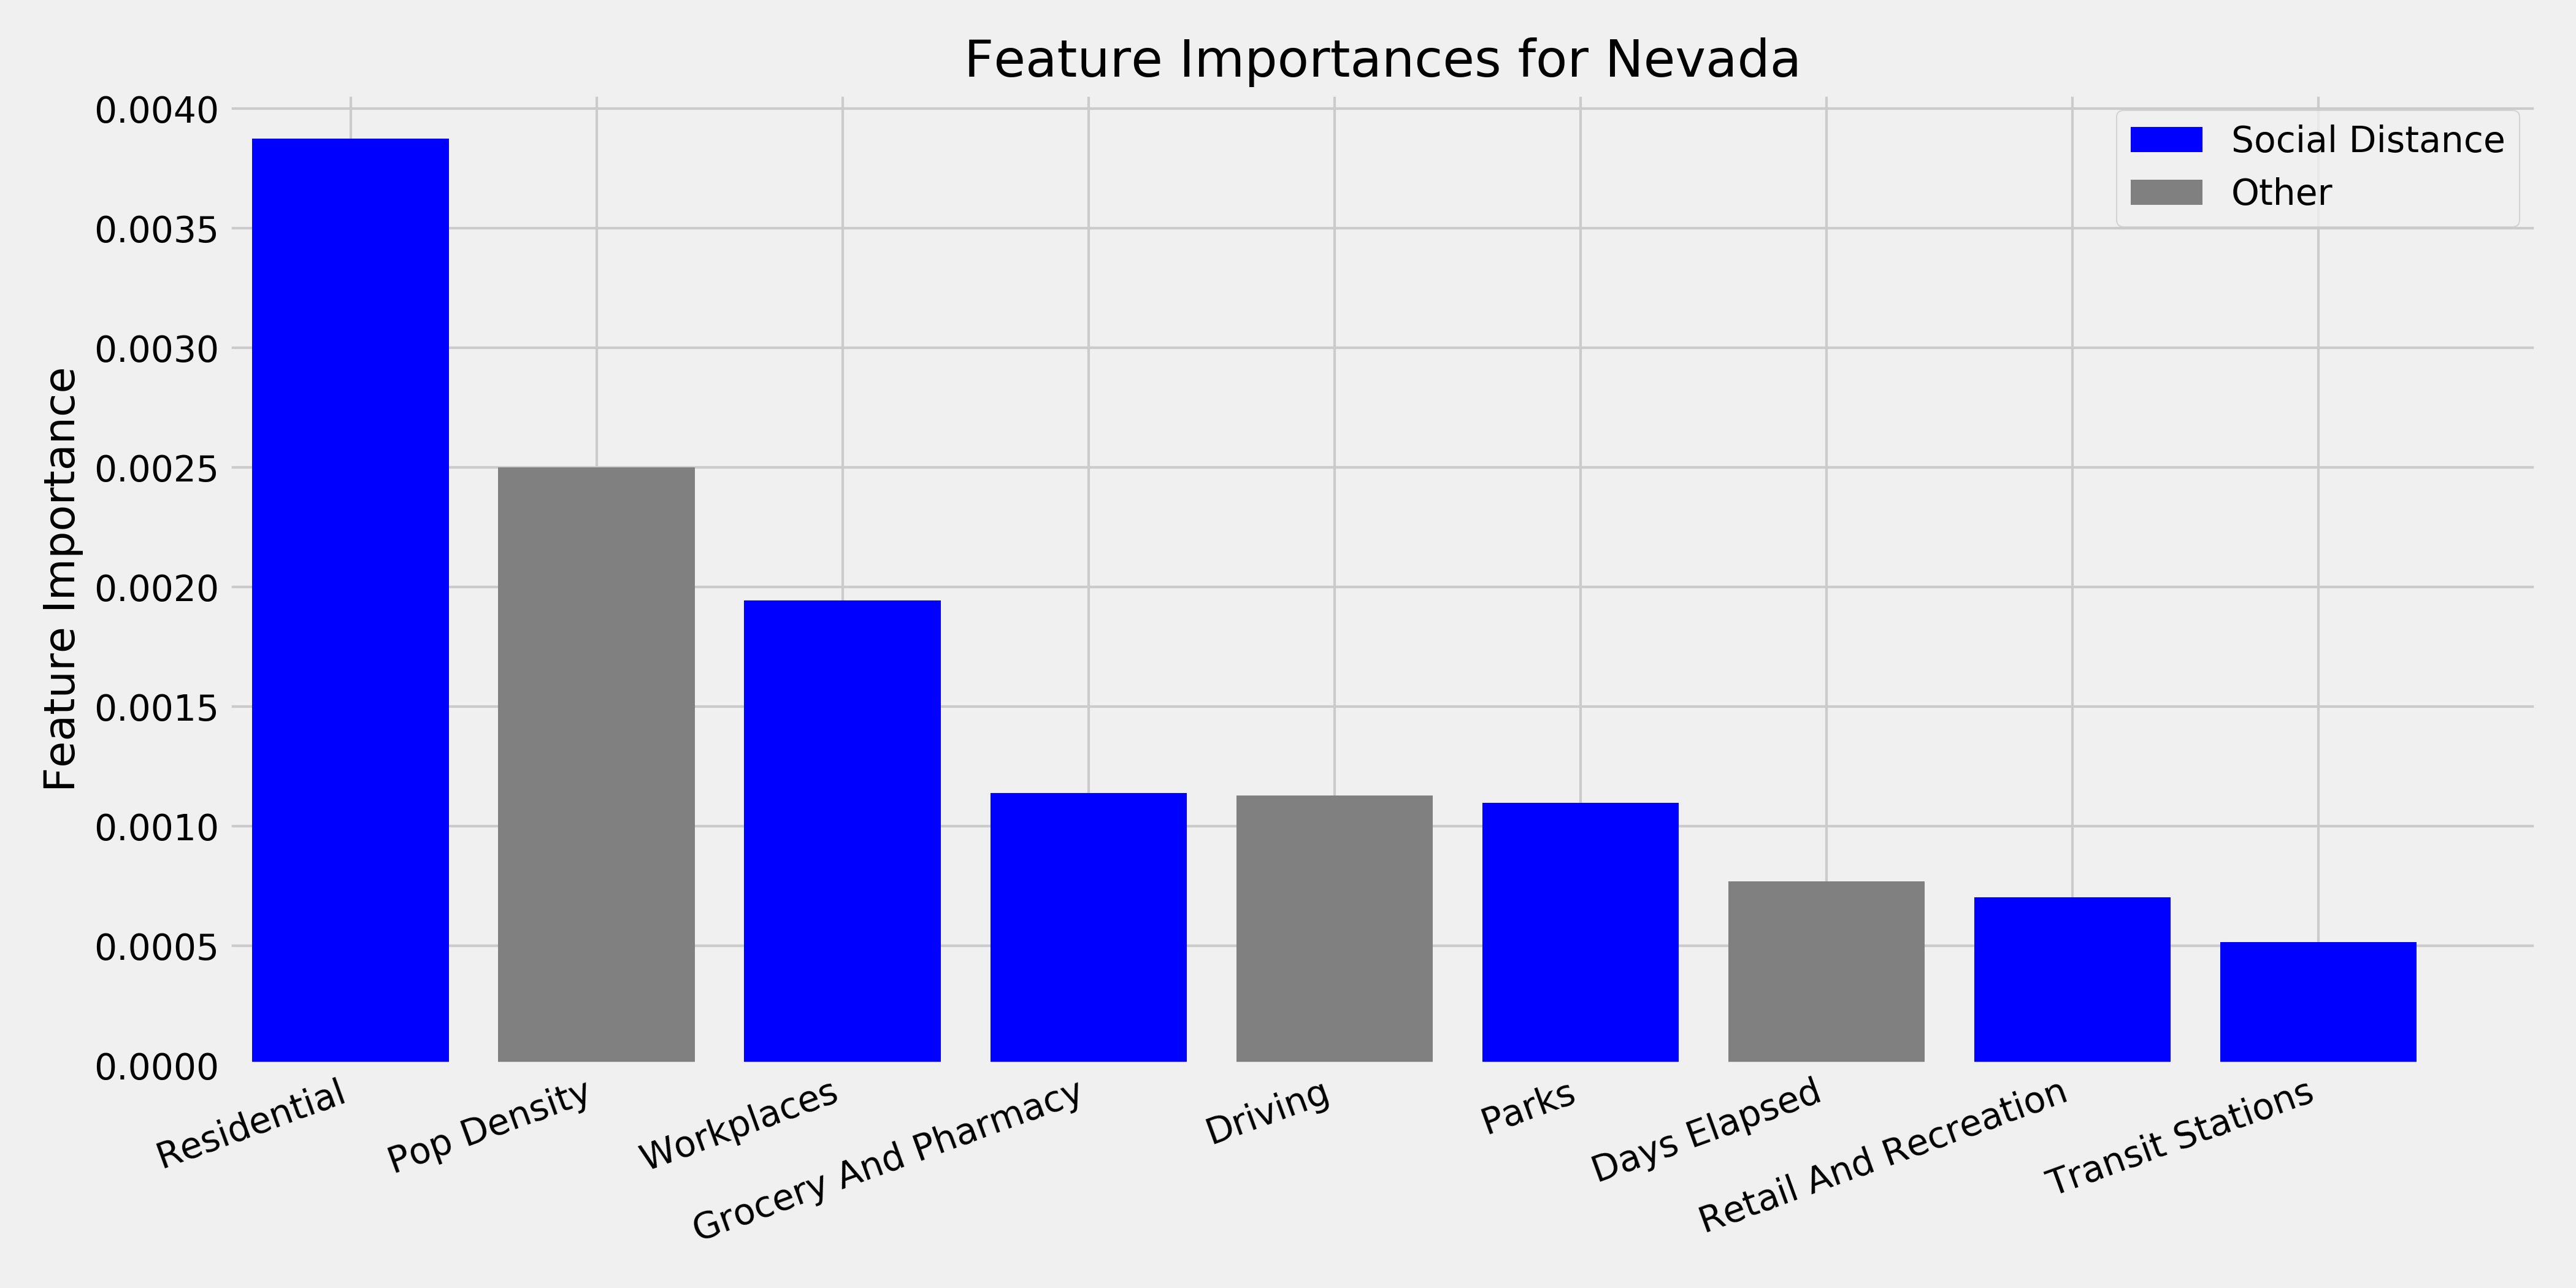 Feature Importances for Nevada
Feature Importance
0.0040
0.0035
0.0030
0.0025
0.0020
0.0015
0.0010
0.0005
0.0000
Social Distance
Other
Residential
Pop Density
Workplaces
Grocery And Pharmacy
Driving
Parks
Days Elapsed
Retail And Recreation
Transit Stations